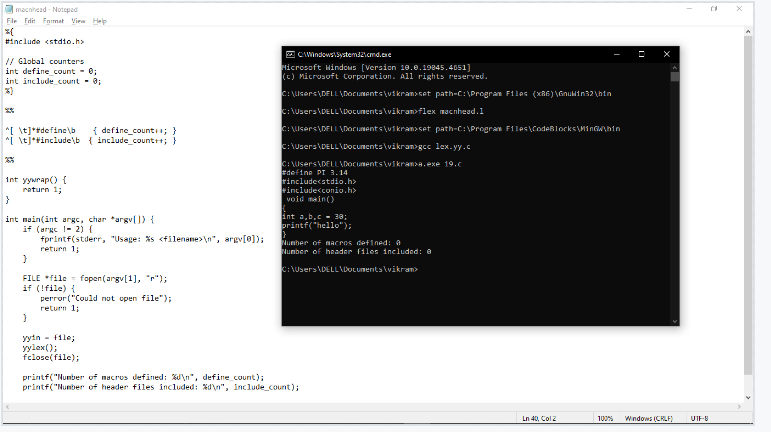 macnhead - Notepad
File Edit Format View Help
%{
#include <stdio.h>
// Global counters
int define_count = 0;
int include_count = 0;
%}
%%
^[ \t]*#define\b { define_count++; }
^[ \t]*#include\b { include_count++; }
%%
int yywrap() {
return 1;
}
int main(int argc, char *argv[]) {
if (argc != 2) {
fprintf(stderr, "Usage: %s <filename>\n", argv[0]);
return 1;
}
FILE *file = fopen(argv[1], "r");
if (!file) {
perror("Could not open file");
return 1;
}
yyin = file;
yylex();
fclose(file);
printf("Number of macros defined: %d\n", define_count);
printf("Number of header files included: %d\n", include_count);
Ln 40, Col 2 100% Windows (CRLF) UTF-8
C:\Windows\System32\cmd.exe
Microsoft Windows [Version 10.0.19045.4651]
(c) Microsoft Corporation. All rights reserved.
C:\Users\DELL\Documents\vikram>set path=C:\Program Files (x86)\GnuWin32\bin
C:\Users\DELL\Documents\vikram>flex macnhead.l
C:\Users\DELL\Documents\vikram>set path=C:\Program Files\CodeBlocks\MinGW\bin
C:\Users\DELL\Documents\vikram>gcc lex.yy.c
C:\Users\DELL\Documents\vikram>a.exe 19.c
#define PI 3.14
#include<stdio.h>
#include<conio.h>
void main()
{
int a,b,c = 30;
printf("hello");
}
Number of macros defined: 0
Number of header files included: 0
C:\Users\DELL\Documents\vikram>